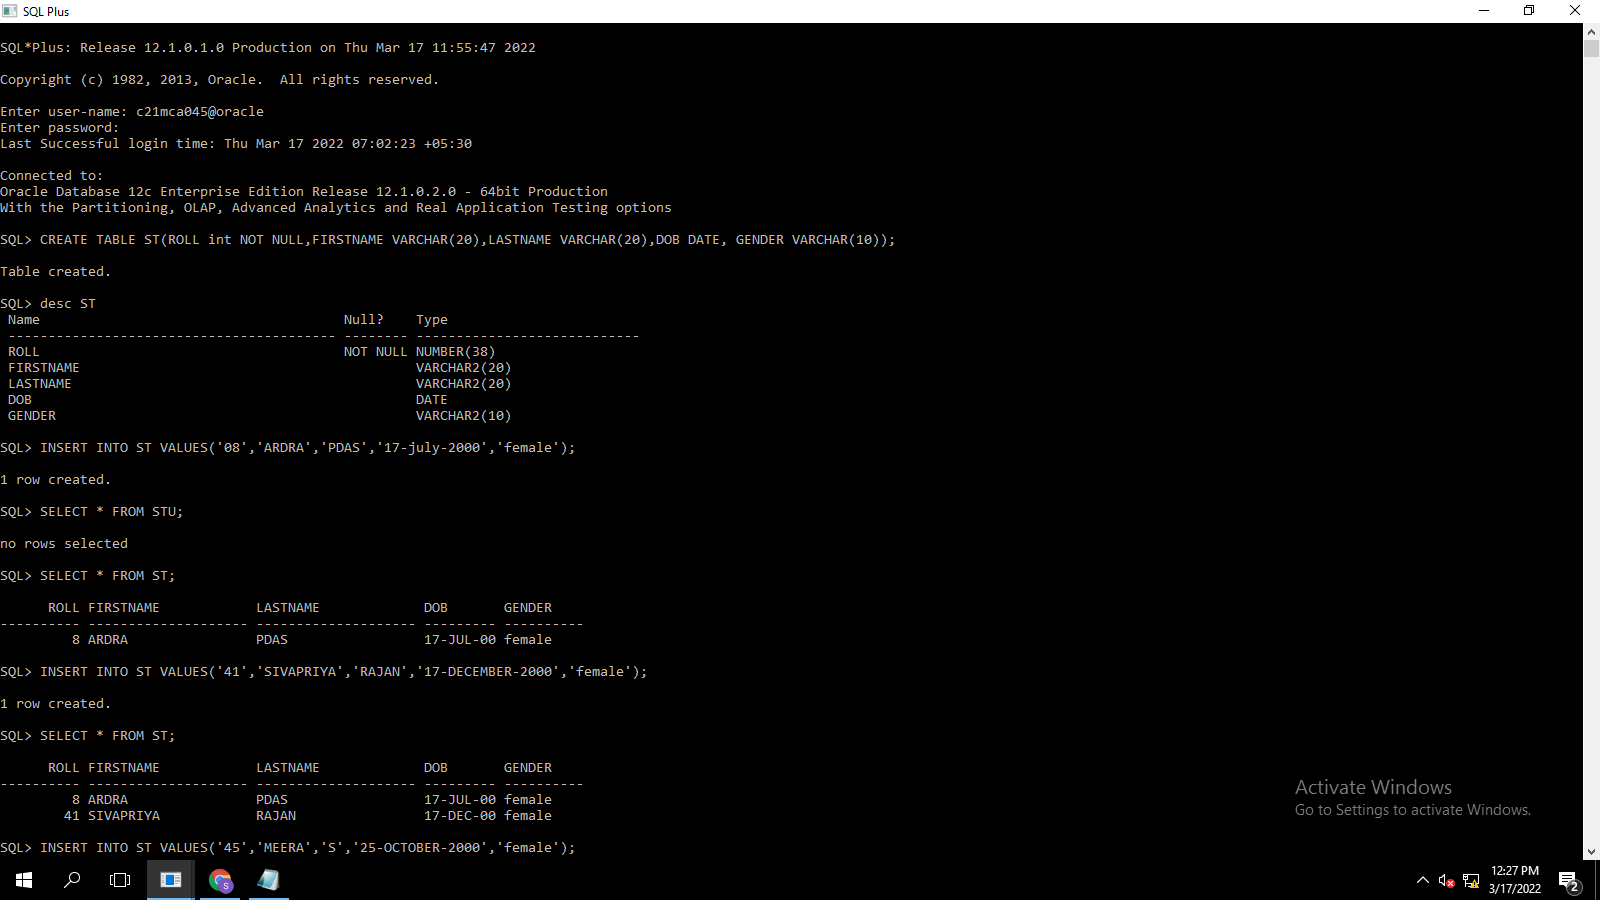 SQL Plus
SQL*Plus: Release 12.1.0.1.0 Production on Thu Mar 17 11:55:47 2022
Copyright (c) 1982, 2013, Oracle.  All rights reserved.
Enter user-name: c21mca045@oracle
Enter password:
Last Successful login time: Thu Mar 17 2022 07:02:23 +05:30
Connected to:
Oracle Database 12c Enterprise Edition Release 12.1.0.2.0 - 64bit Production
With the Partitioning, OLAP, Advanced Analytics and Real Application Testing options
SQL> CREATE TABLE ST(ROLL int NOT NULL,FIRSTNAME VARCHAR(20),LASTNAME VARCHAR(20),DOB DATE, GENDER VARCHAR(10));
Table created.
SQL> desc ST
Name                                      Null?    Type
----------------------------------------- -------- ----------------------------
ROLL                                      NOT NULL NUMBER(38)
FIRSTNAME                                          VARCHAR2(20)
LASTNAME                                           VARCHAR2(20)
DOB                                                DATE
GENDER                                             VARCHAR2(10)
SQL> INSERT INTO ST VALUES('08','ARDRA','PDAS','17-july-2000','female');
1 row created.
SQL> SELECT * FROM STU;
no rows selected
SQL> SELECT * FROM ST;
      ROLL FIRSTNAME            LASTNAME             DOB       GENDER
---------- -------------------- -------------------- --------- ----------
         8 ARDRA                PDAS                 17-JUL-00 female
SQL> INSERT INTO ST VALUES('41','SIVAPRIYA','RAJAN','17-DECEMBER-2000','female');
1 row created.
SQL> SELECT * FROM ST;
      ROLL FIRSTNAME            LASTNAME             DOB       GENDER
---------- -------------------- -------------------- --------- ----------
         8 ARDRA                PDAS                 17-JUL-00 female
        41 SIVAPRIYA            RAJAN                17-DEC-00 female
SQL> INSERT INTO ST VALUES('45','MEERA','S','25-OCTOBER-2000','female');
Activate Windows
Go to Settings to activate Windows.
S
12:27 PM
3/17/2022
2